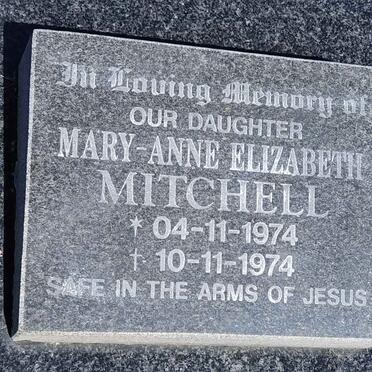 In Loving Memory of
OUR DAUGHTER
MARY-ANNE ELIZABETH
MITCHELL
* 04-11-1974
† 10-11-1974
SAFE IN THE ARMS OF JESUS